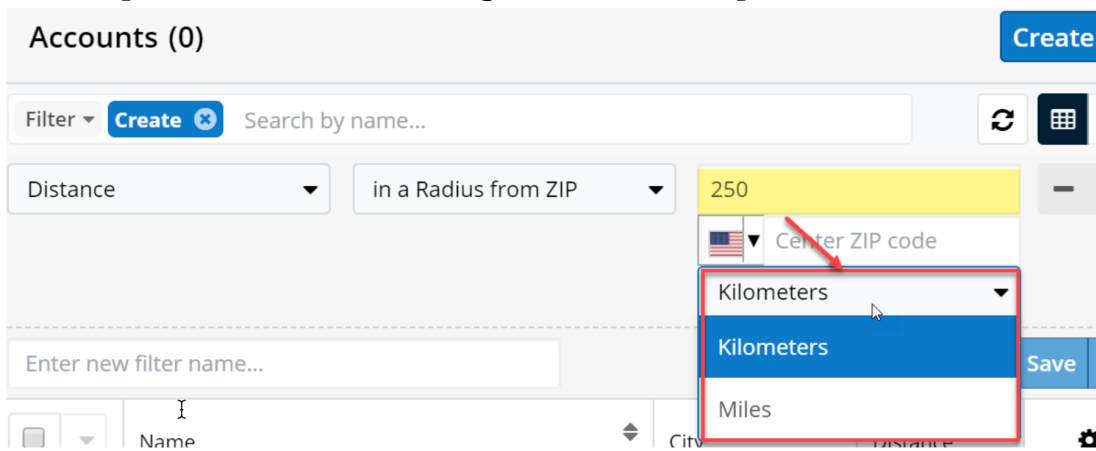 Accounts (0)
Create
Filter
Create
Search by name...
Distance
in a Radius from ZIP
250
Center ZIP code
Kilometers
Kilometers
Enter new filter name...
Save
Miles
Name
City
Distance